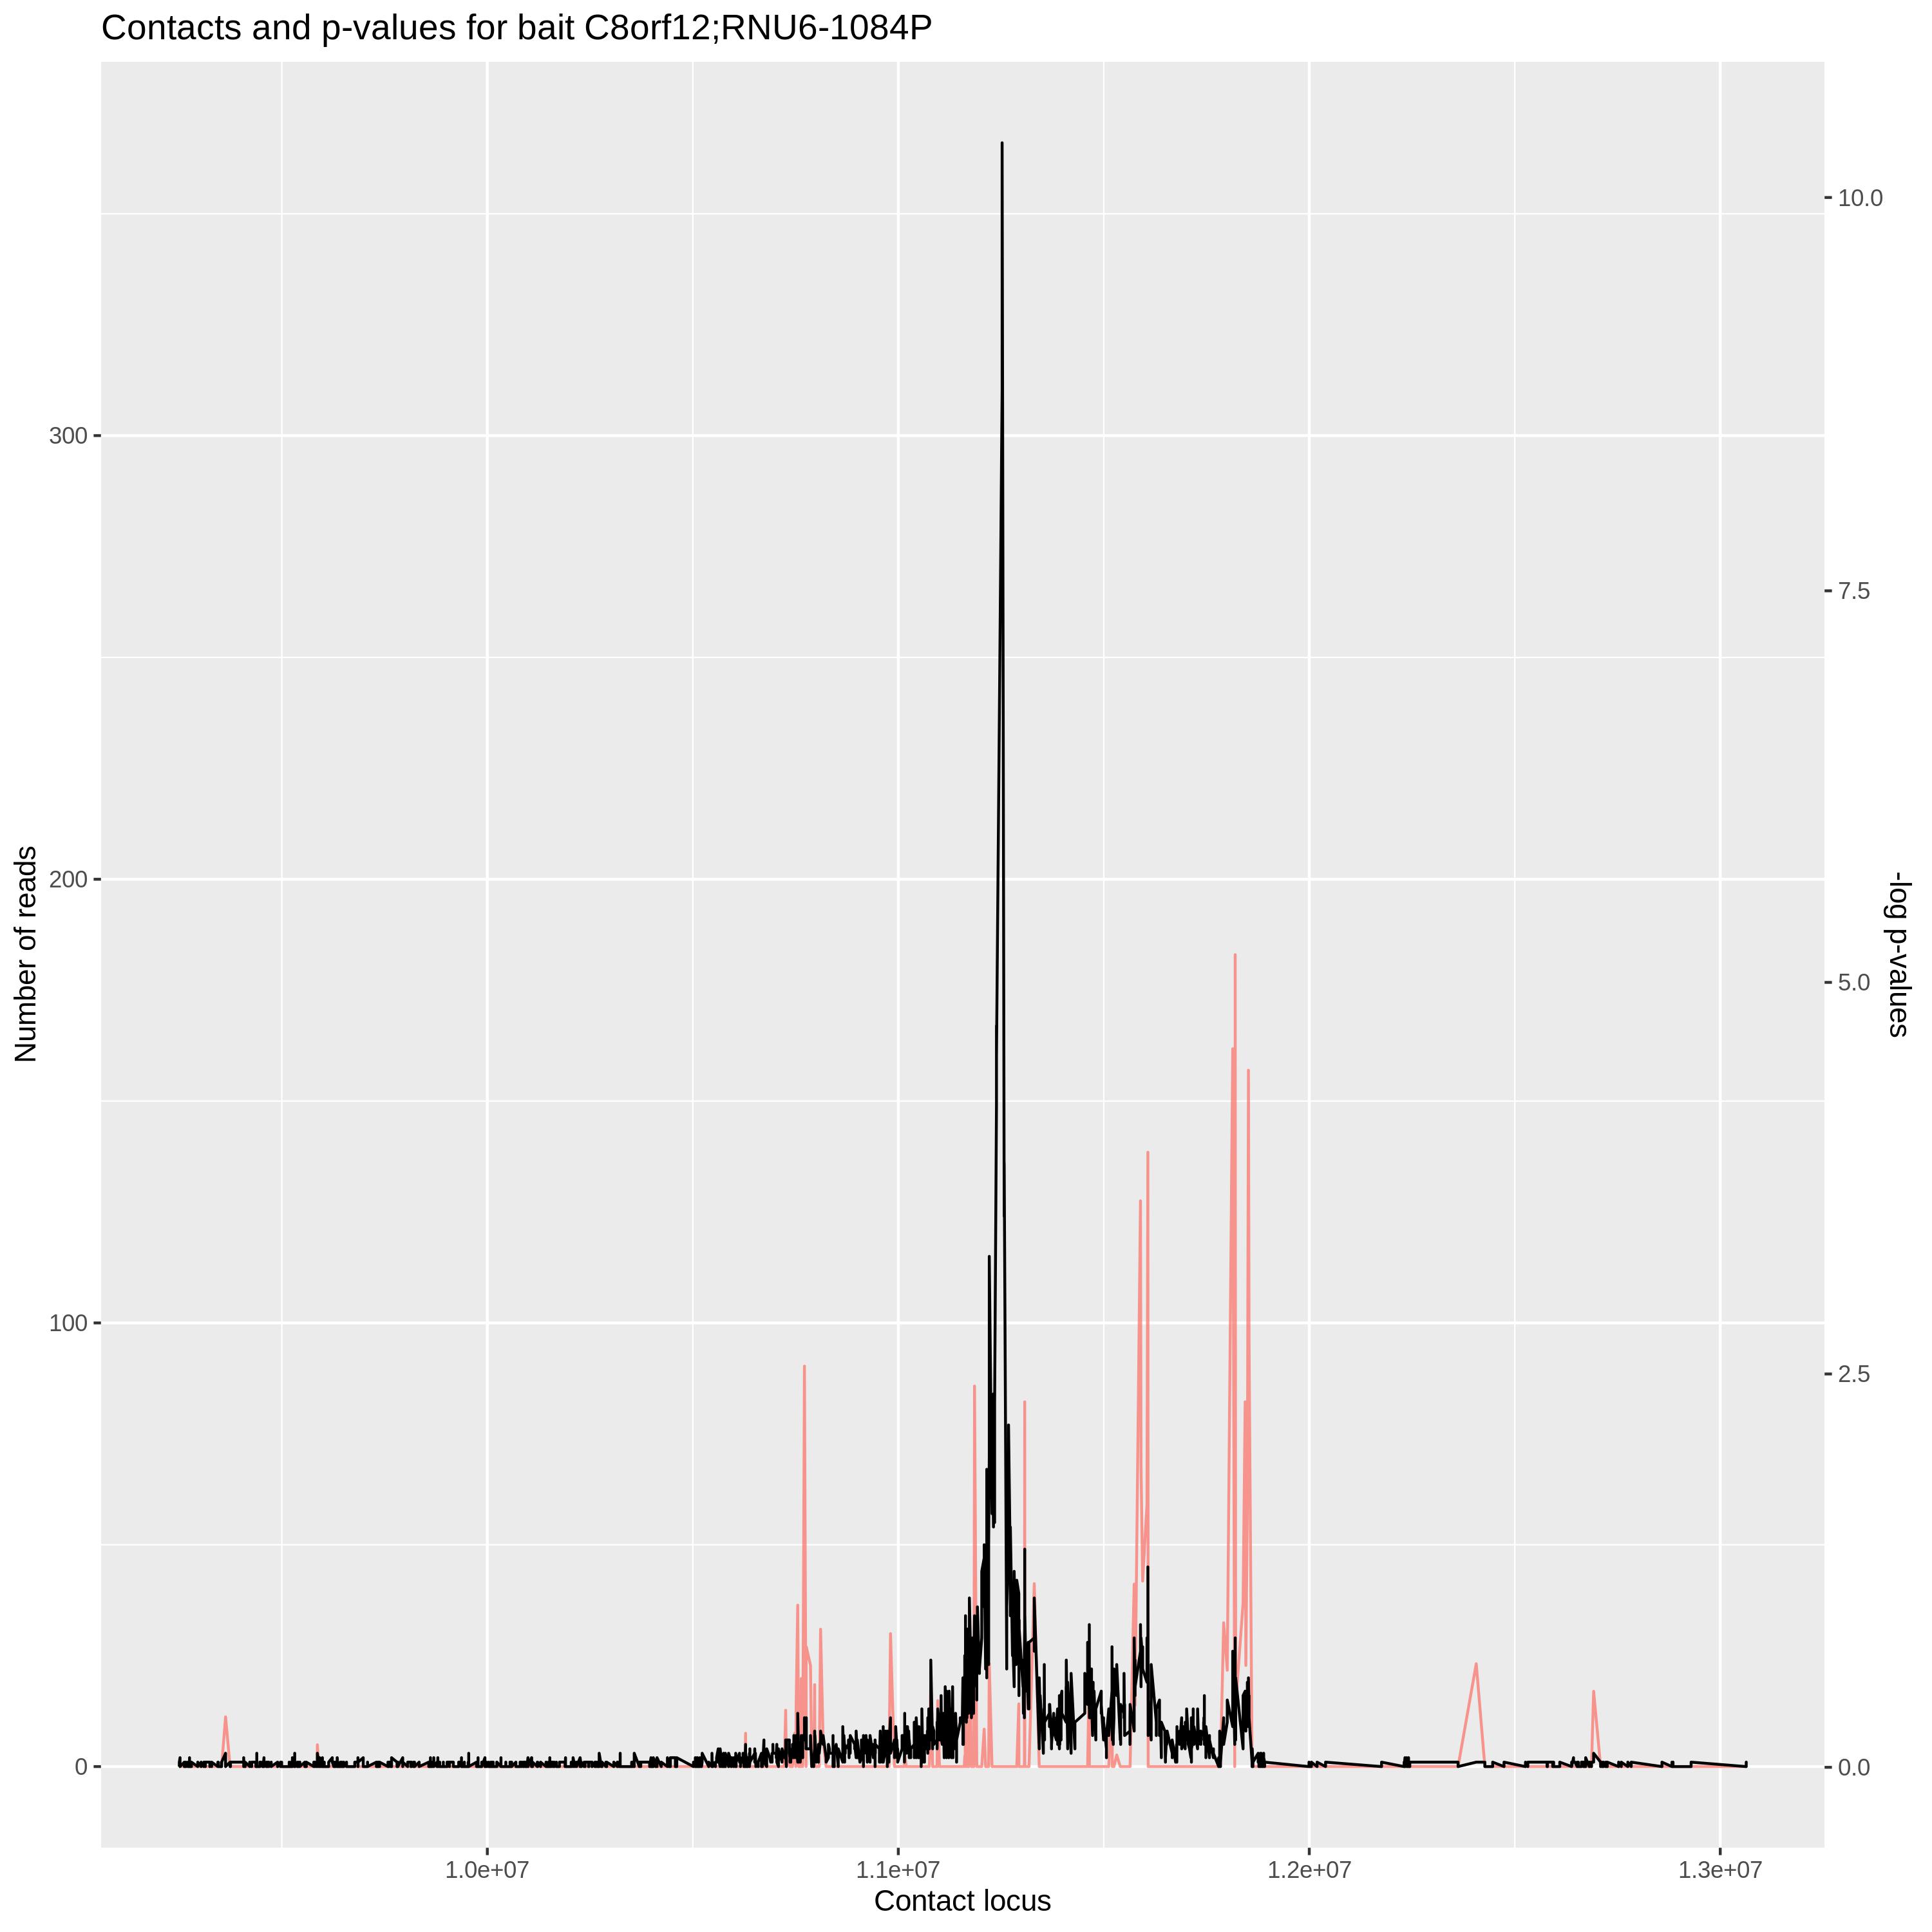 Contacts and p-values for bait C8orf12;RNU6-1084P
Number of reads
300
200
100
0
10.0
7.5
5.0
2.5
0.0
-log p-values
1.0e+07
1.1e+07
1.2e+07
1.3e+07
Contact locus